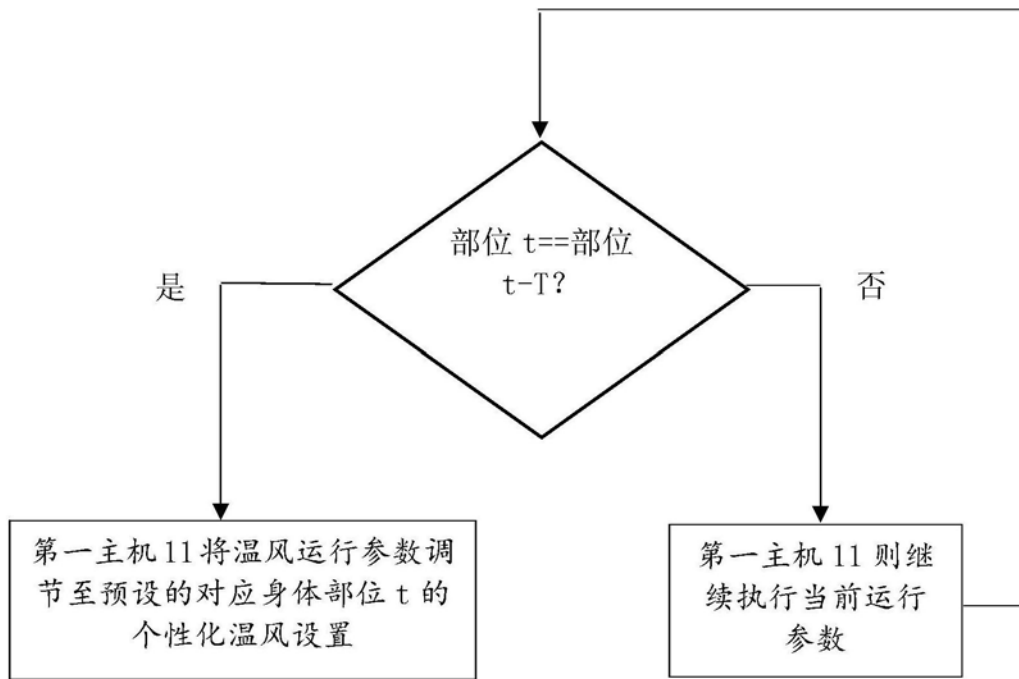 部位 t==部位
t-T?
是
否
第一主机 11 将温风运行参数调
节至预设的对应身体部位 t 的
个性化温风设置
第一主机 11 则继
续执行当前运行
参数